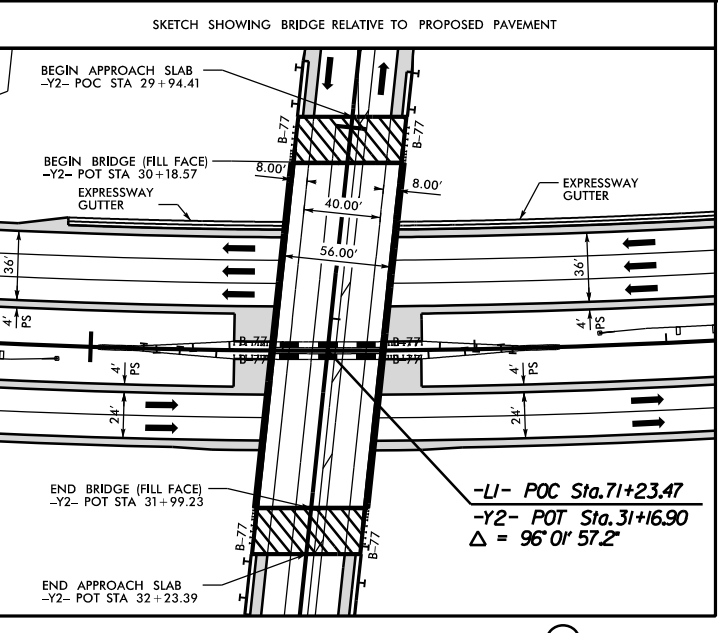 SKETCH SHOWING BRIDGE RELATIVE TO PROPOSED PAVEMENT
BEGIN APPROACH SLAB
-Y2- POC STA 29+94.41
B-77
B-77
BEGIN BRIDGE (FILL FACE)
-Y2- POT STA 30+18.57
8.00'
8.00'
EXPRESSWAY
GUTTER
EXPRESSWAY
GUTTER
40.00'
56.00'
36'
36'
4'
PS
4'
PS
B-77
B-77
B-77
B-77
4'
PS
4'
PS
24'
24'
END BRIDGE (FILL FACE)
-Y2- POT STA 31+99.23
-L1- POC Sta.71+23.47
-Y2- POT Sta.31+16.90
Δ = 96°01'57.2"
B-77
B-77
END APPROACH SLAB
-Y2- POT STA 32+23.39